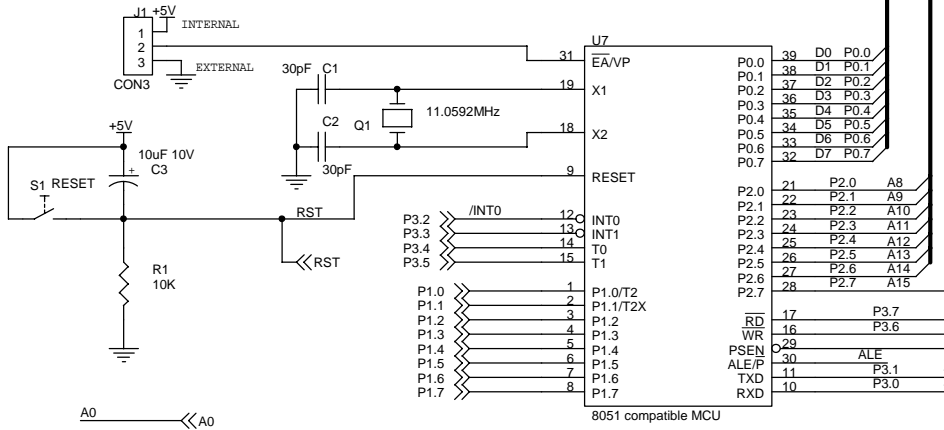 J1 +5V
INTERNAL
1
2
3
EXTERNAL
CON3
30pF C1
C2
30pF
Q1
11.0592MHz
+5V
10uF 10V
+
C3
S1 RESET
R1
10K
RST
RST
A0
A0
P3.2 /INT0
P3.3
P3.4
P3.5
P1.0
P1.1
P1.2
P1.3
P1.4
P1.5
P1.6
P1.7
U7
31 EA/VP
19 X1
18 X2
9 RESET
12 INT0
13 INT1
14 T0
15 T1
1 P1.0/T2
2 P1.1/T2X
3 P1.2
4 P1.3
5 P1.4
6 P1.5
7 P1.6
8 P1.7
P0.0 39 D0 P0.0
P0.1 38 D1 P0.1
P0.2 37 D2 P0.2
P0.3 36 D3 P0.3
P0.4 35 D4 P0.4
P0.5 34 D5 P0.5
P0.6 33 D6 P0.6
P0.7 32 D7 P0.7
P2.0 21 P2.0 A8
P2.1 22 P2.1 A9
P2.2 23 P2.2 A10
P2.3 24 P2.3 A11
P2.4 25 P2.4 A12
P2.5 26 P2.5 A13
P2.6 27 P2.6 A14
P2.7 28 P2.7 A15
RD 17 P3.7
WR 16 P3.6
PSEN 29
ALE/P 30 ALE
TXD 11 P3.1
RXD 10 P3.0
8051 compatible MCU